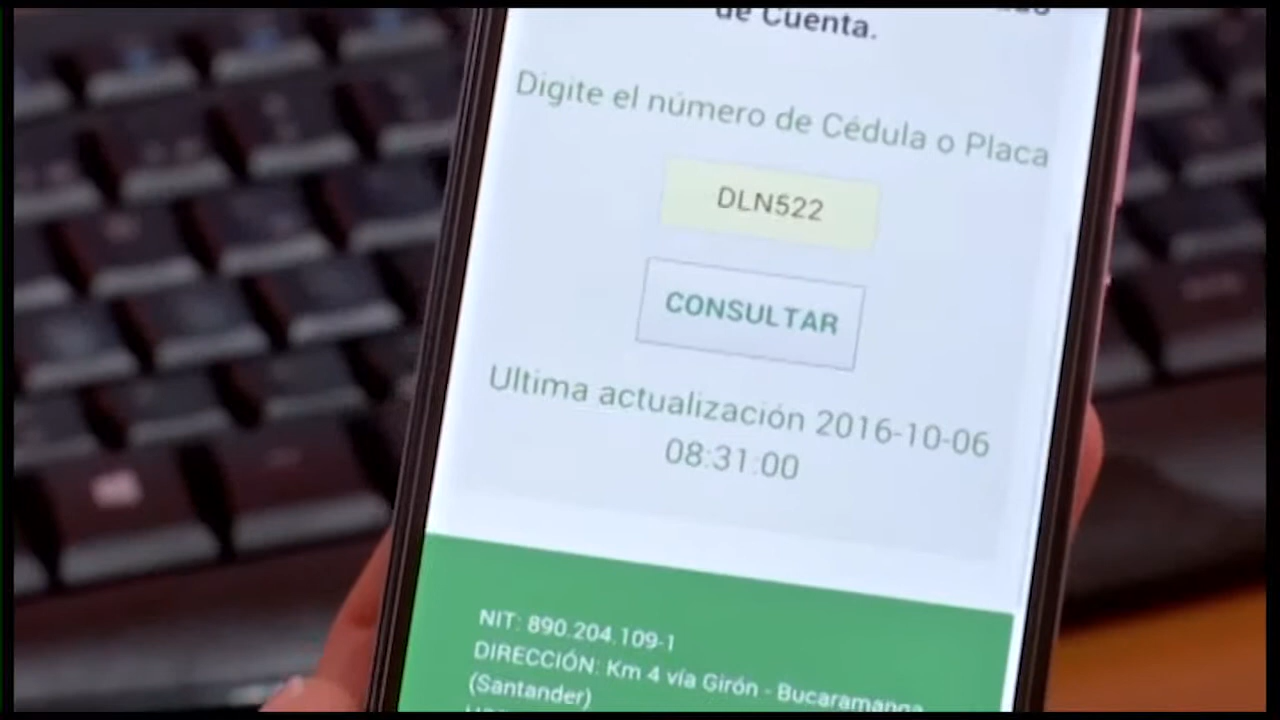 de Cuenta.
Digite el número de Cédula o Placa
DLN522
CONSULTAR
Ultima actualización 2016-10-06
08:31:00
NIT: 890.204.109-1
DIRECCIÓN: Km 4 vía Girón - Bucaramanga
(Santander)